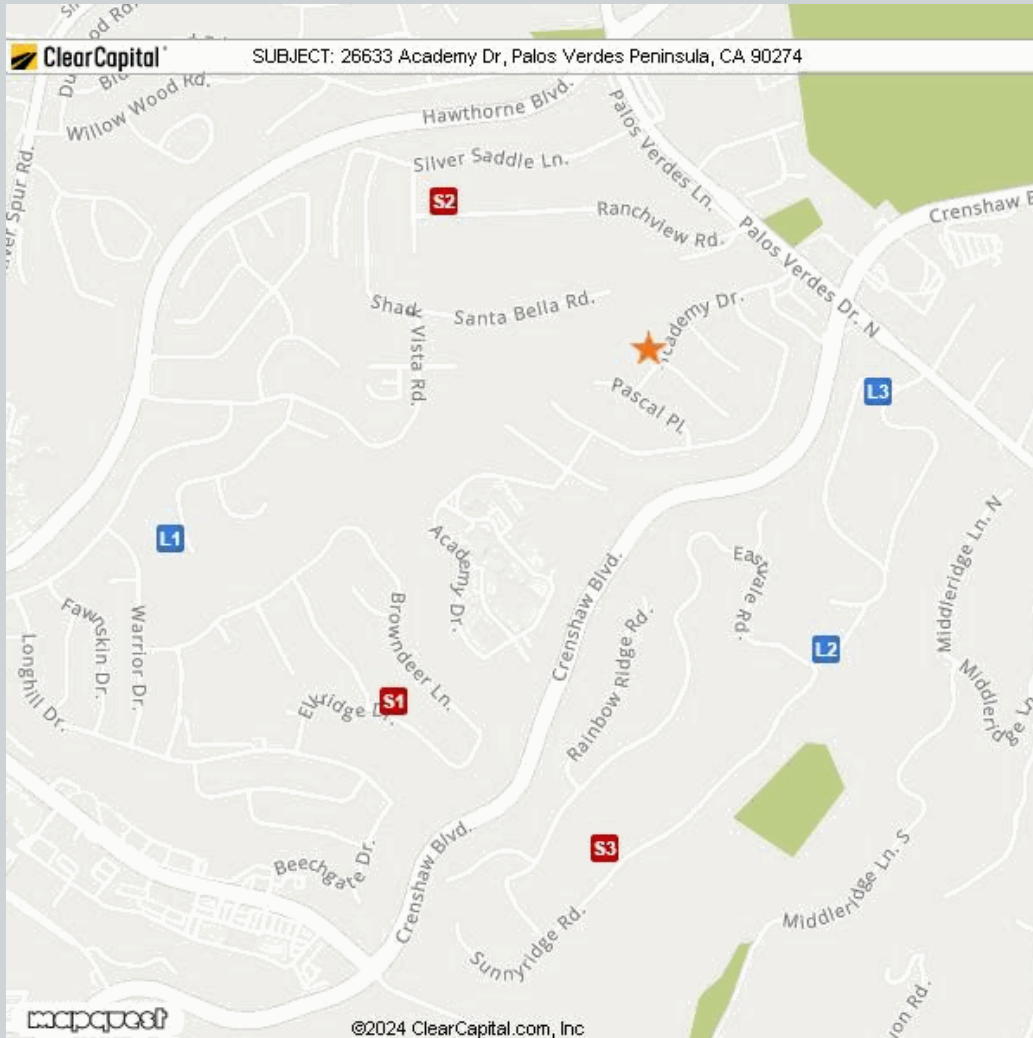 ClearCapital
SUBJECT: 26633 Academy Dr, Palos Verdes Peninsula, CA 90274
Willow Wood Rd.
Hawthorne Blvd.
Silver Saddle Ln.
Palos Verdes Ln.
S2
Ranchview Rd.
Crenshaw
Palos Verdes Dr. N
Santa Bella Rd.
Vista Rd.
Academy Dr.
Pascal Pl.
L3
L1
Academy Dr.
Crenshaw Blvd.
Eastvale Rd.
Middleridge Ln. N
Fawnskin Dr.
Warrior Dr.
Browndeer Ln.
Longhill Dr.
L2
Elkridge Dr.
S1
Rainbow Ridge Rd.
Middleridge Ln.
S3
Beechgate Dr.
Crenshaw Blvd.
Middleridge Ln. S
Sunnyridge Rd.
mapquest
©2024 ClearCapital.com, Inc